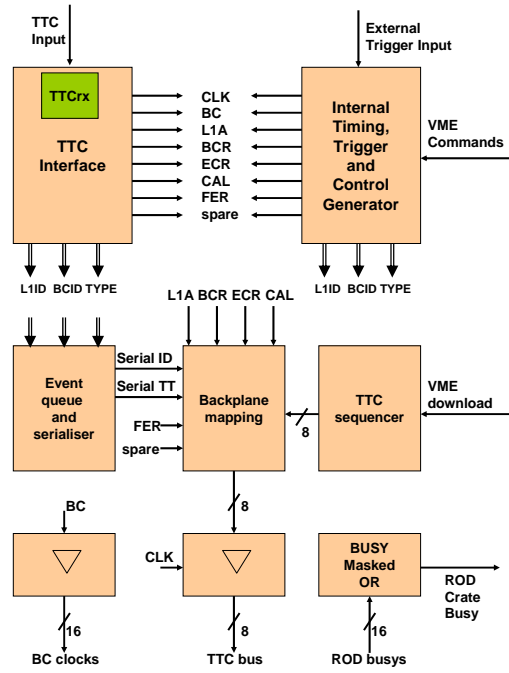 TTC
Input
External
Trigger Input
TTCrx
TTC
Interface
CLK
BC
L1A
BCR
ECR
CAL
FER
spare
Internal
Timing,
Trigger
and
Control
Generator
VME
Commands
L1ID BCID TYPE
L1ID BCID TYPE
L1A BCR ECR CAL
Event
queue
and
serialiser
Serial ID
Serial TT
FER
spare
Backplane
mapping
8
TTC
sequencer
VME
download
BC
8
CLK
BUSY
Masked
OR
ROD
Crate
Busy
16
8
16
BC clocks
TTC bus
ROD busys